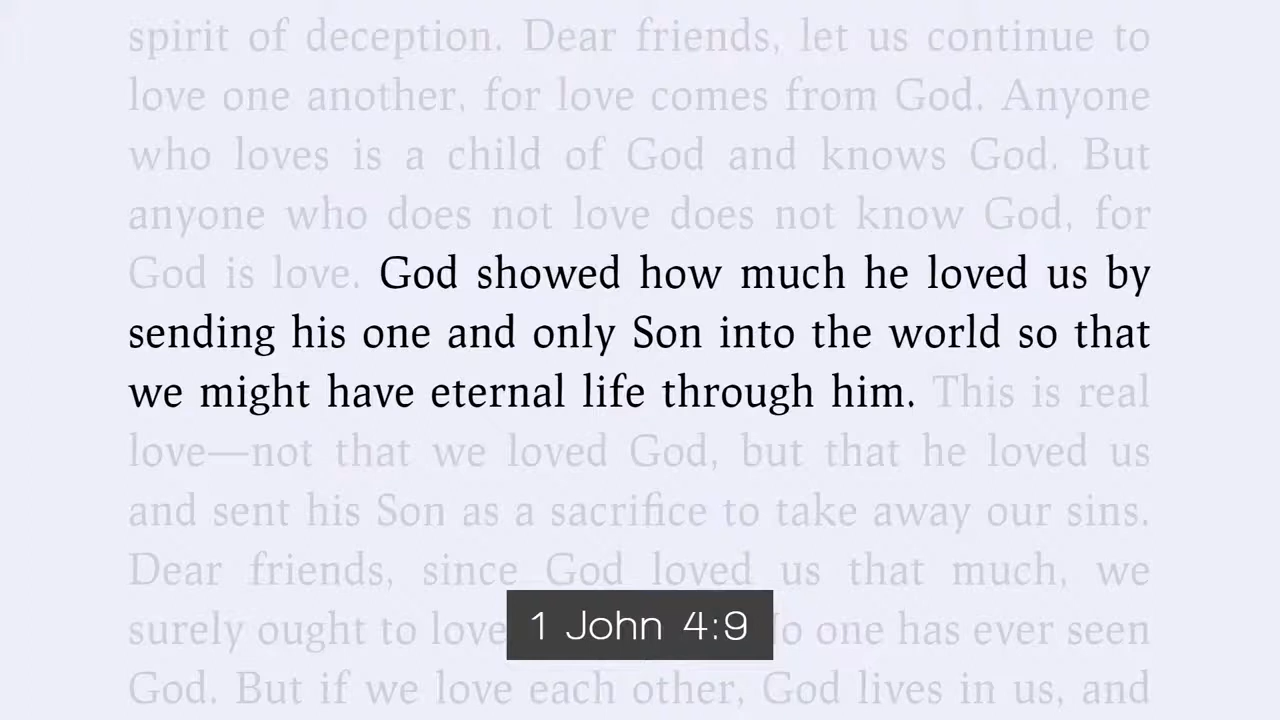 spirit of deception. Dear friends, let us continue to
love one another, for love comes from God. Anyone
who loves is a child of God and knows God. But
anyone who does not love does not know God, for
God is love. God showed how much he loved us by
sending his one and only Son into the world so that
we might have eternal life through him. This is real
love—not that we loved God, but that he loved us
and sent his Son as a sacrifice to take away our sins.
Dear friends, since God loved us that much, we
surely ought to love one has ever seen
1 John 4:9
God. But if we love each other, God lives in us, and